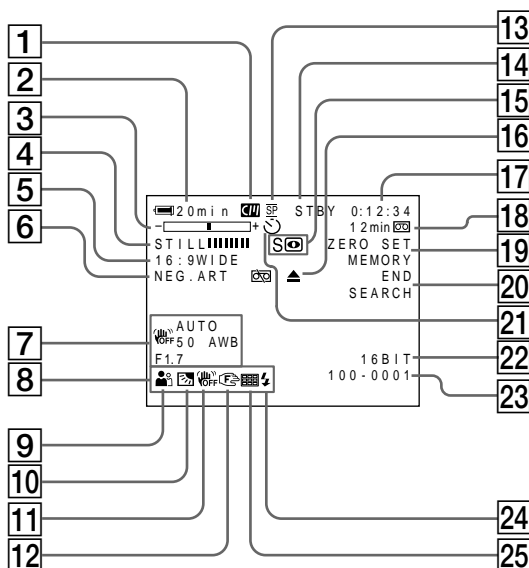 1
2
3
4
5
6
7
8
9
10
11
12
13
14
15
16
17
18
19
20
21
22
23
24
25
20min SP STBY 0:12:34
- + 12min
STILL S ZERO SET
16:9WIDE MEMORY
NEG.ART END
SEARCH
AUTO
OFF 50 AWB
F1.7
16BIT
OFF F 100-0001